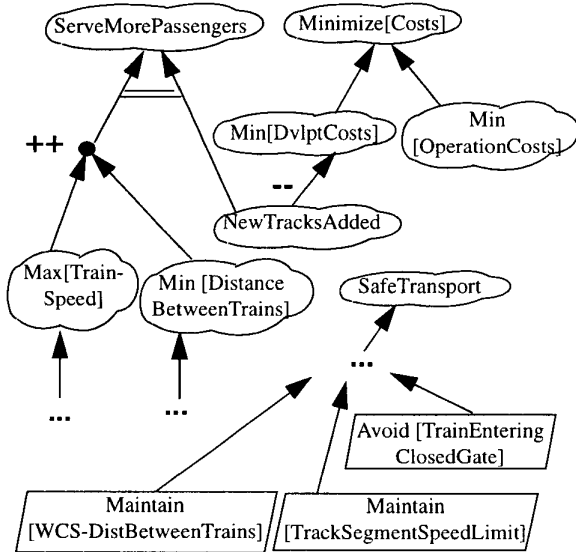 ServeMorePassengers
Minimize[Costs]
++
Min[DvlptCosts]
Min
[OperationCosts]
--
NewTracksAdded
Max[Train-
Speed]
Min [Distance
BetweenTrains]
SafeTransport
...
...
...
Avoid [TrainEntering
ClosedGate]
Maintain
[WCS-DistBetweenTrains]
Maintain
[TrackSegmentSpeedLimit]